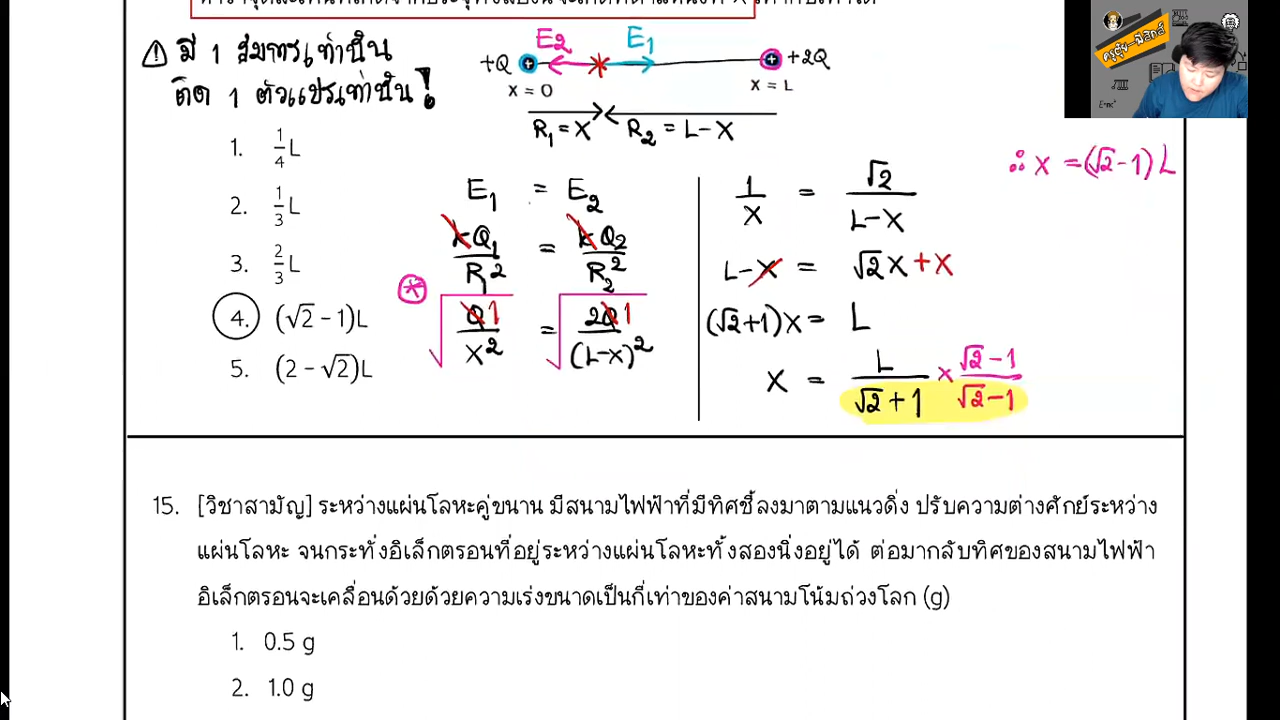 ⚠ มี 1 สมการเท่านั้น
ติด 1 ตัวแปรเท่านั้น !
E₂ E₁
+Q +2Q
X = 0 X = L
R₁ = X R₂ = L-X
1. 1/4 L
2. 1/3 L
3. 2/3 L
4. (√2 - 1)L
5. (2 - √2)L
E₁ = E₂
kQ₁/R₁² = kQ₂/R₂²
√(Q1/X²) = √(2Q1/(L-X)²)
1/X = √2/(L-X)
L-X = √2X +X
(√2+1)X = L
X = L/(√2+1) × (√2-1)/(√2-1)
∴ X = (√2-1)L
ครูตุ้ย-ฟิสิกส์
E=mc²
15. [วิชาสามัญ] ระหว่างแผ่นโลหะคู่ขนาน มีสนามไฟฟ้าที่มีทิศชี้ลงมาตามแนวดิ่ง ปรับความต่างศักย์ระหว่าง
แผ่นโลหะ จนกระทั่งอิเล็กตรอนที่อยู่ระหว่างแผ่นโลหะทั้งสองนิ่งอยู่ได้ ต่อมากลับทิศของสนามไฟฟ้า
อิเล็กตรอนจะเคลื่อนด้วยด้วยความเร่งขนาดเป็นกี่เท่าของค่าสนามโน้มถ่วงโลก (g)
1. 0.5 g
2. 1.0 g